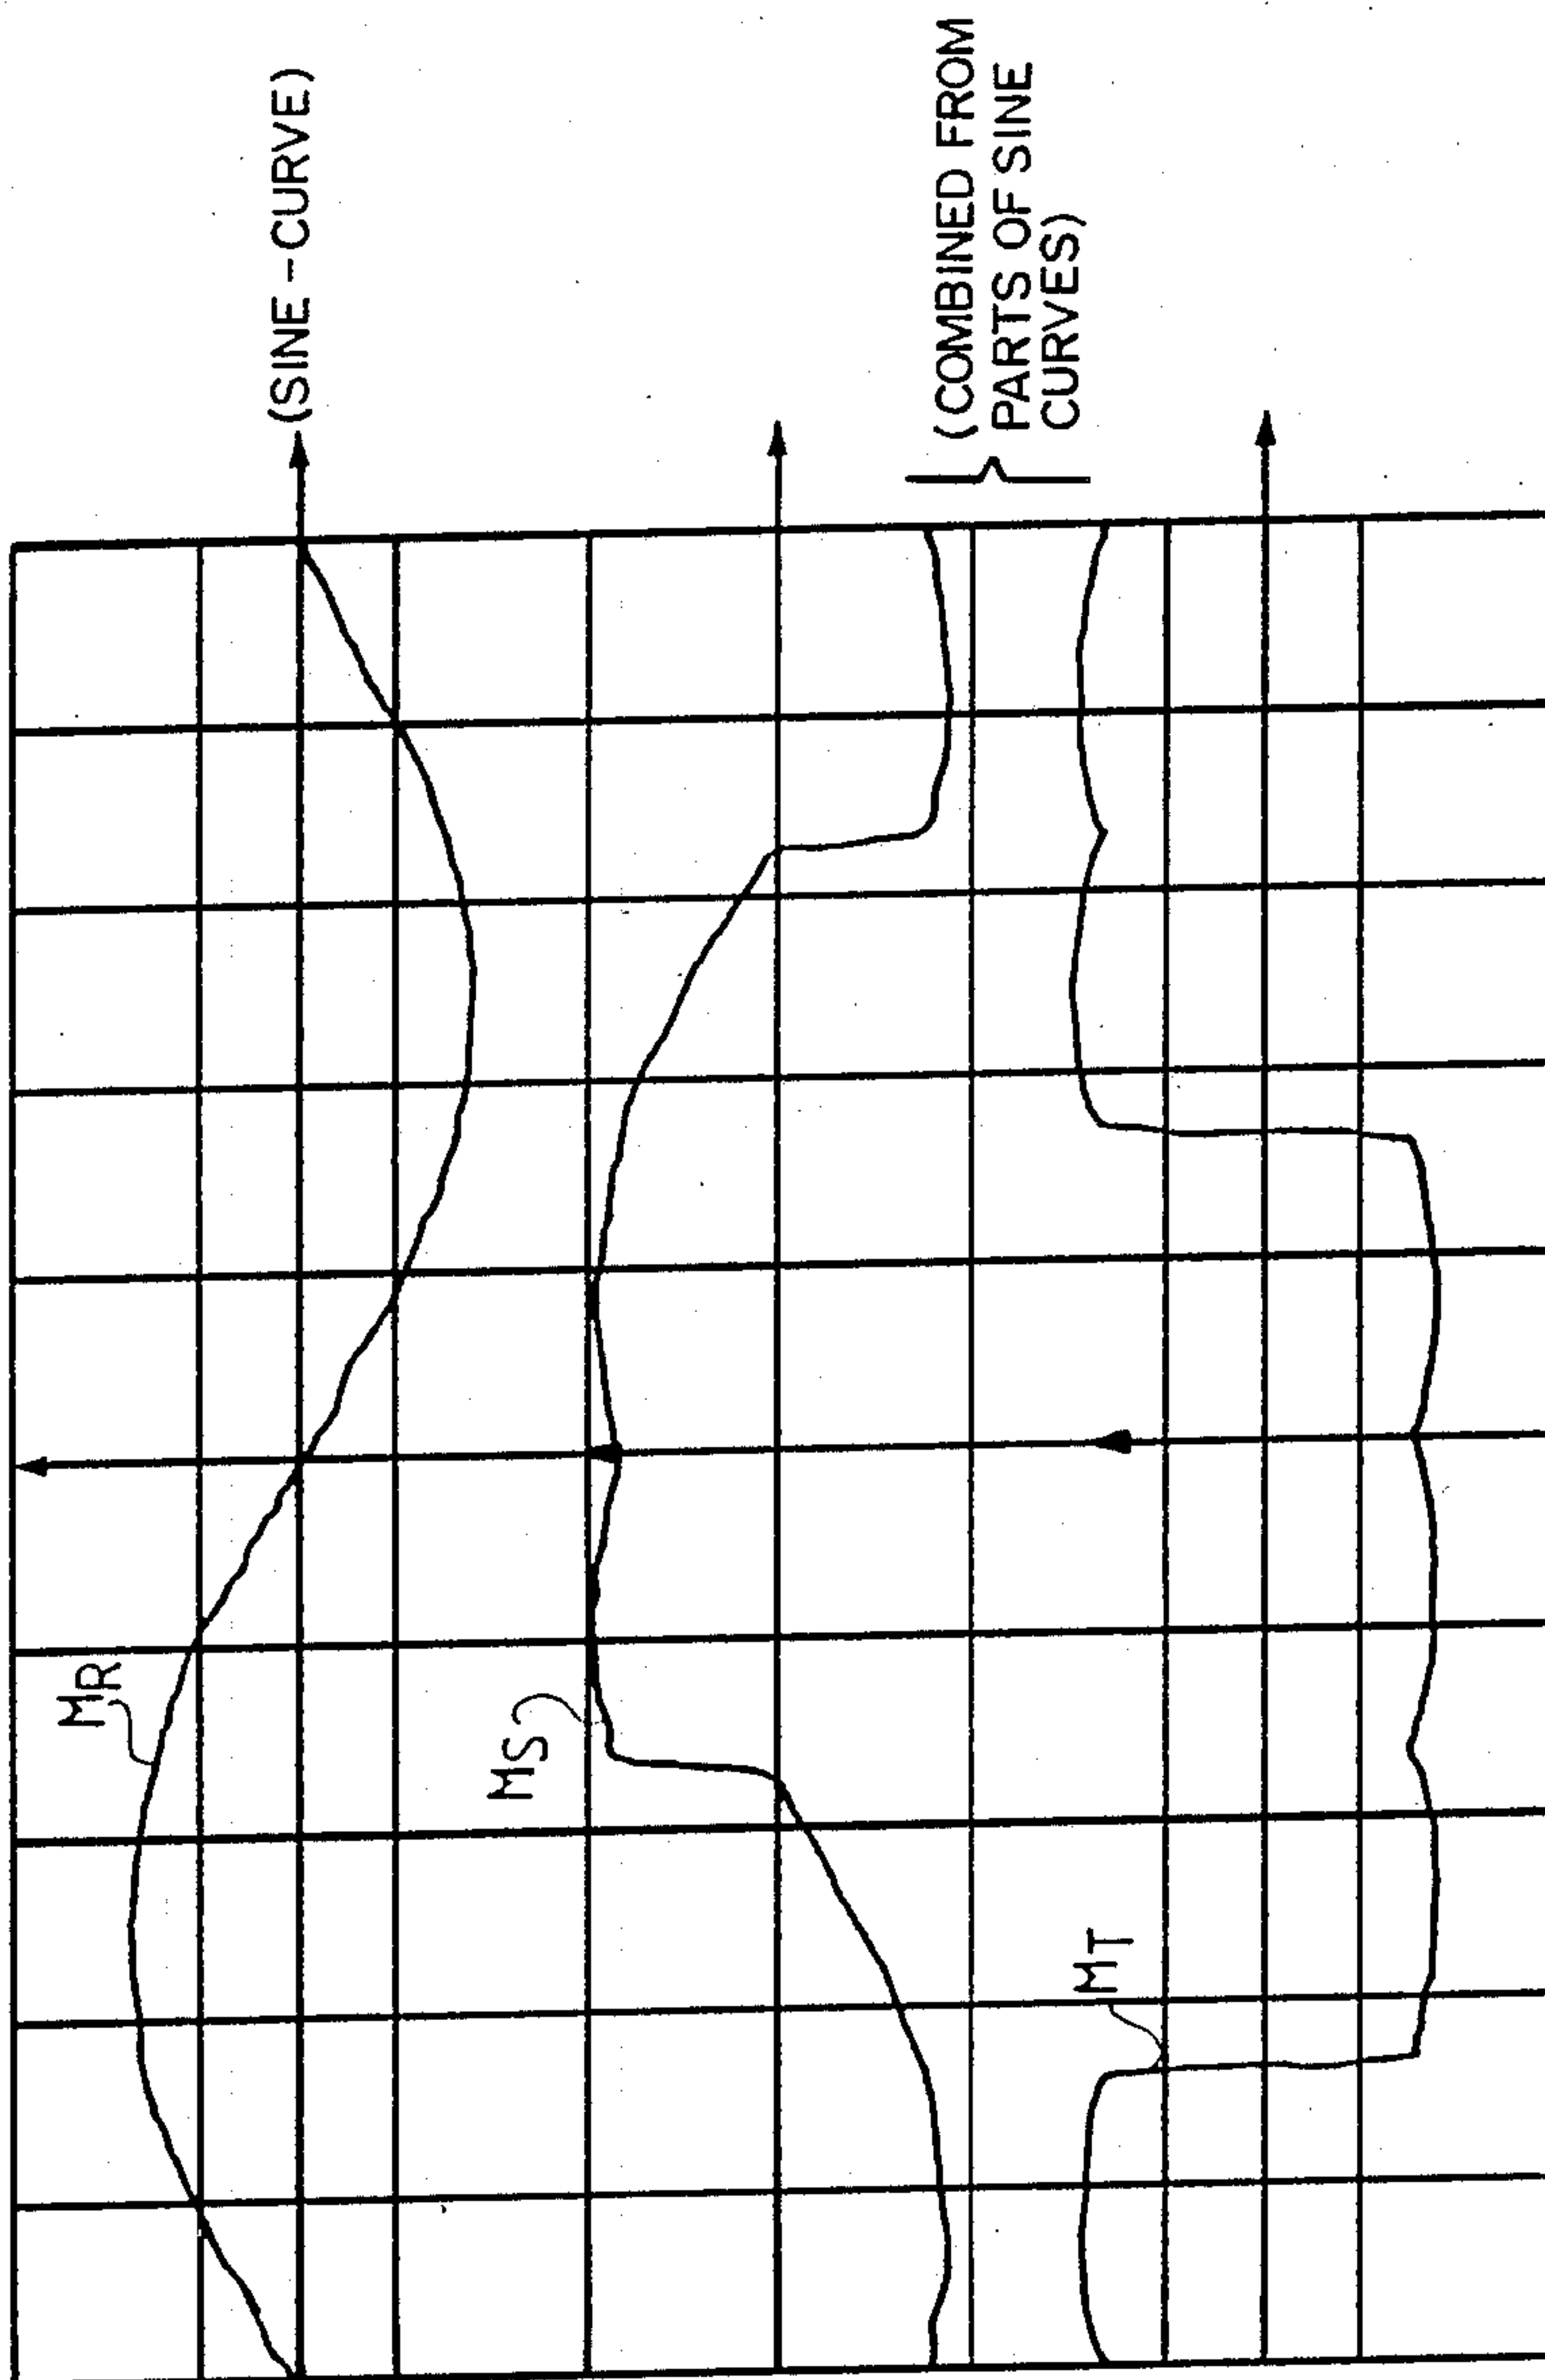 (SINE-CURVE)
(COMBINED FROM
PARTS OF SINE
CURVES)
MR
MS
MT